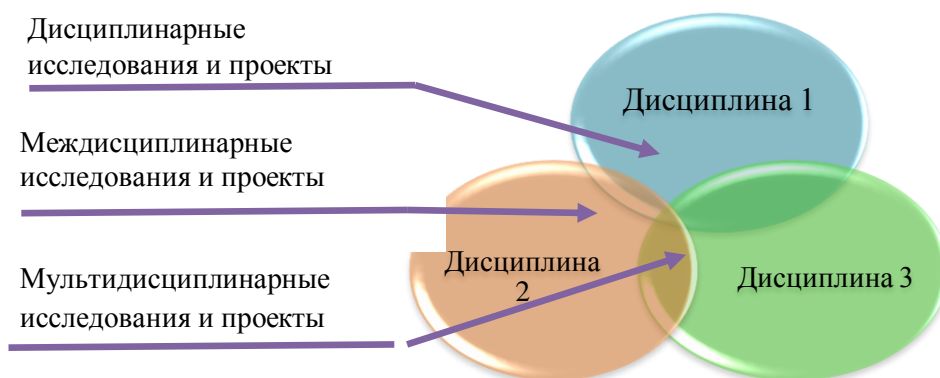 Дисциплинарные
исследования и проекты
Междисциплинарные
исследования и проекты
Мультидисциплинарные
исследования и проекты
Дисциплина 1
Дисциплина
2
Дисциплина 3